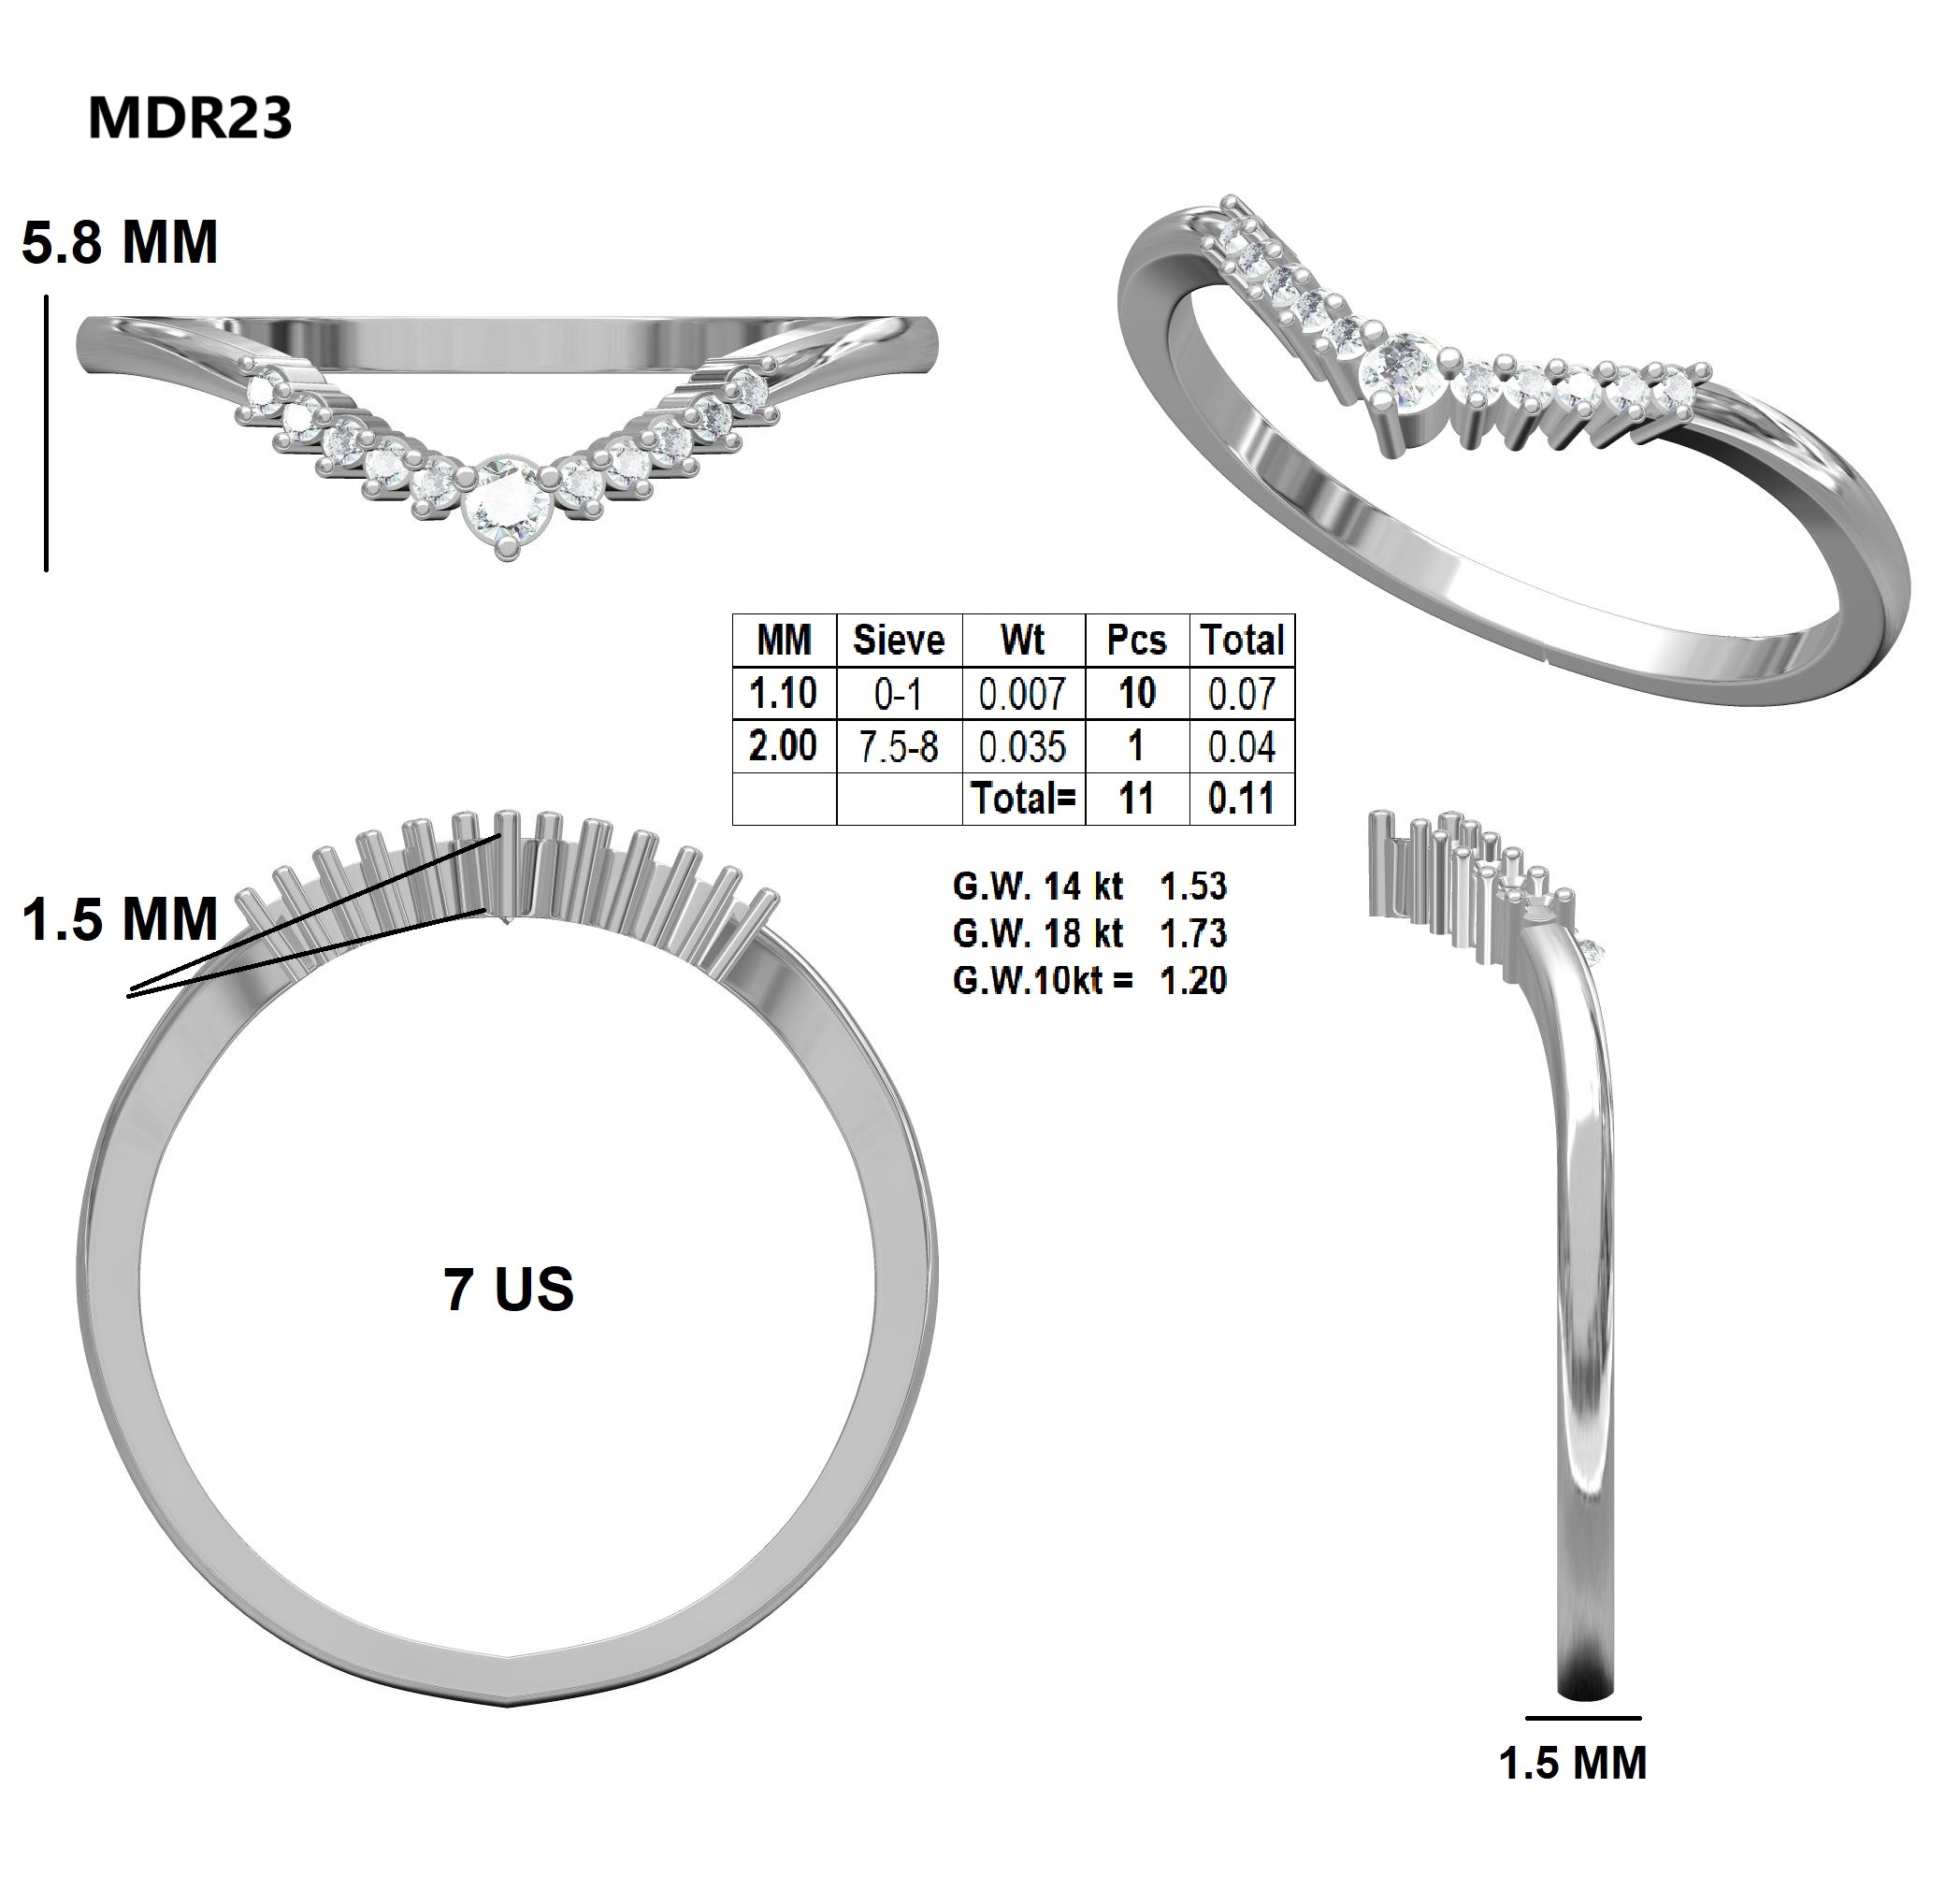 MDR23
5.8 MM
MM Sieve Wt Pcs Total
1.10 0-1 0.007 10 0.07
2.00 7.5-8 0.035 1 0.04
Total= 11 0.11
G.W. 14 kt 1.53
G.W. 18 kt 1.73
G.W.10kt = 1.20
1.5 MM
7 US
1.5 MM